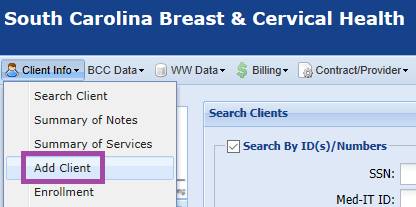 South Carolina Breast & Cervical Health
Client Info BCC Data WW Data Billing Contract/Provider
Search Client
Summary of Notes
Summary of Services
Add Client
Enrollment
Search Clients
Search By ID(s)/Numbers
SSN:
Med-IT ID: